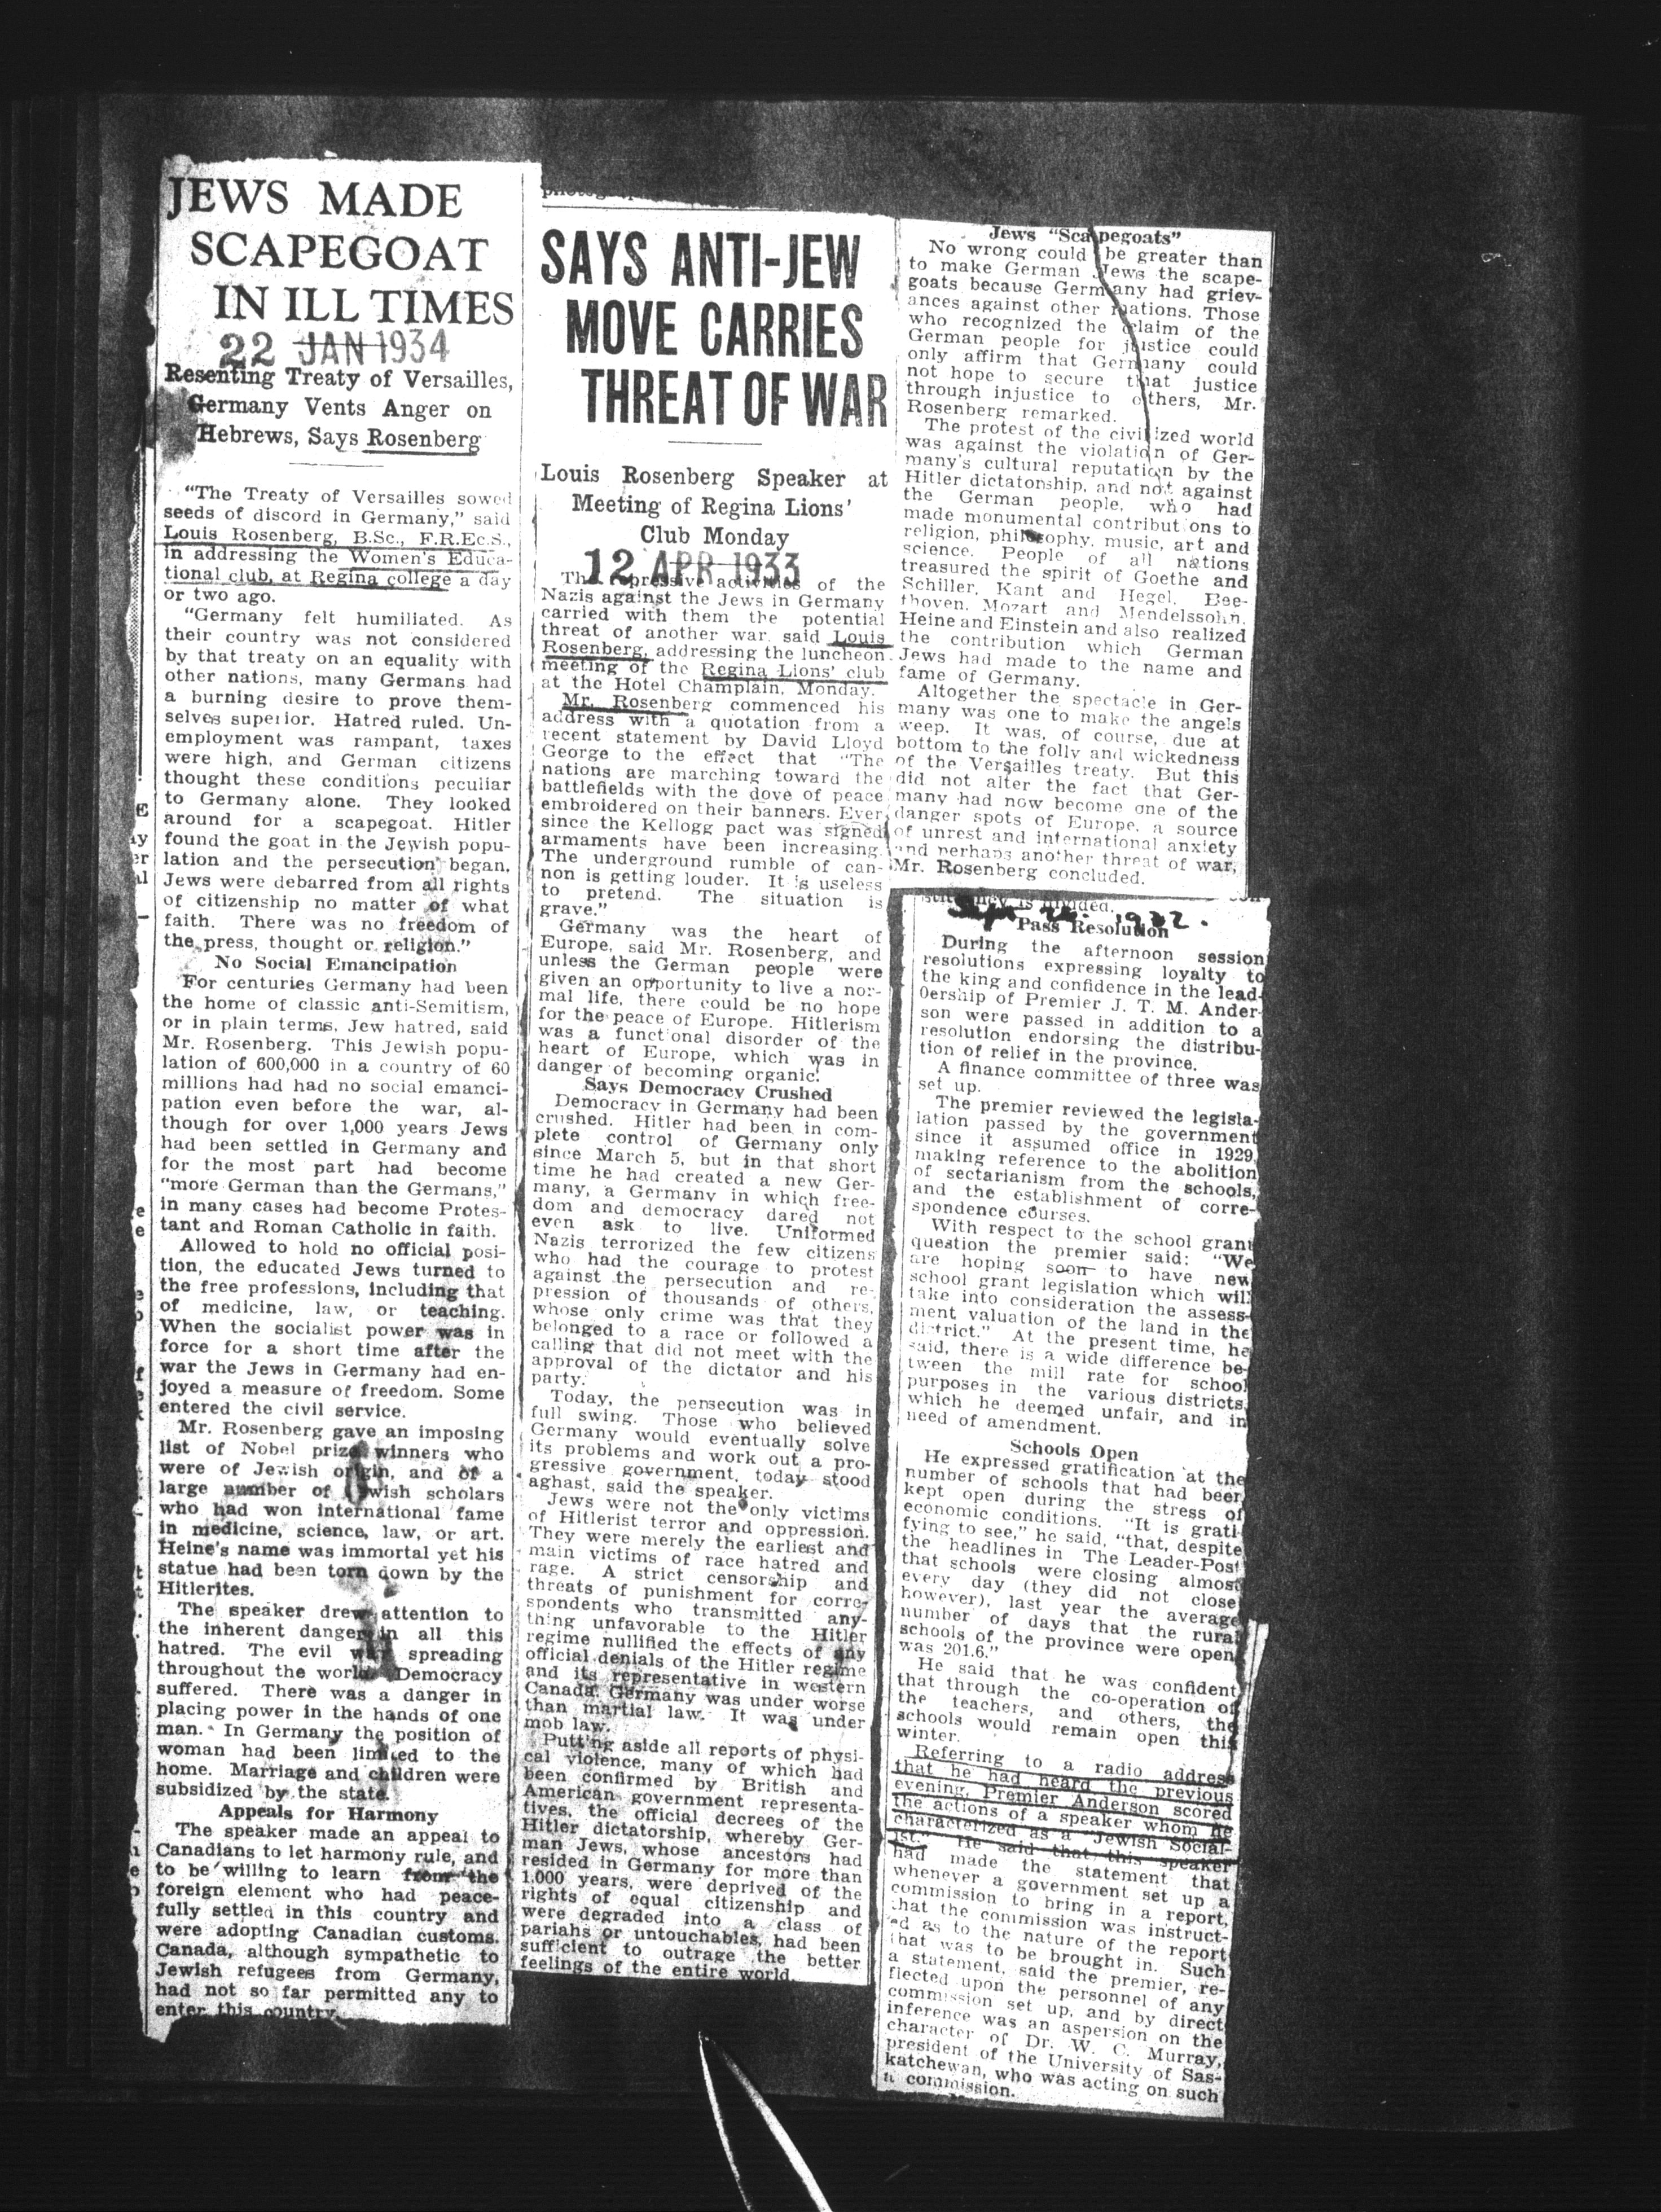 JEWS MADE
SCAPEGOAT
IN ILL TIMES
22 JAN 1934
Resenting Treaty of Versailles,
Germany Vents Anger on
Hebrews, Says Rosenberg
"The Treaty of Versailles sowed
seeds of discord in Germany," said
Louis Rosenberg, B.Sc., F.R.Ec.S.,
in addressing the Women's Educa-
tional club, at Regina college a day
or two ago.
"Germany felt humiliated. As
their country was not considered
by that treaty on an equality with
other nations, many Germans had
a burning desire to prove them-
selves superior. Hatred ruled. Un-
employment was rampant, taxes
were high, and German citizens
thought these conditions peculiar
to Germany alone. They looked
around for a scapegoat. Hitler
found the goat in the Jewish popu-
lation and the persecution began.
Jews were debarred from all rights
of citizenship no matter of what
faith. There was no freedom of
the press, thought or religion."
No Social Emancipation
For centuries Germany had been
the home of classic anti-Semitism,
or in plain terms, Jew hatred, said
Mr. Rosenberg. This Jewish popu-
lation of 600,000 in a country of 60
millions had had no social emanci-
pation even before the war, al-
though for over 1,000 years Jews
had been settled in Germany and
for the most part had become
"more German than the Germans,"
in many cases had become Protes-
tant and Roman Catholic in faith.
Allowed to hold no official posi-
tion, the educated Jews turned to
the free professions, including that
of medicine, law, or teaching.
When the socialist power was in
force for a short time after the
war the Jews in Germany had en-
joyed a measure of freedom. Some
entered the civil service.
Mr. Rosenberg gave an imposing
list of Nobel prize winners who
were of Jewish origin, and of a
large number of Jewish scholars
who had won international fame
in medicine, science, law, or art.
Heine's name was immortal yet his
statue had been torn down by the
Hitlerites.
The speaker drew attention to
the inherent danger in all this
hatred. The evil was spreading
throughout the world. Democracy
suffered. There was a danger in
placing power in the hands of one
man. In Germany the position of
woman had been limited to the
home. Marriage and children were
subsidized by the state.
Appeals for Harmony
The speaker made an appeal to
Canadians to let harmony rule, and
to be willing to learn from the
foreign element who had peace-
fully settled in this country and
were adopting Canadian customs.
Canada, although sympathetic to
Jewish refugees from Germany,
had not so far permitted any to
enter this country.
SAYS ANTI-JEW
MOVE CARRIES
THREAT OF WAR
Louis Rosenberg Speaker at
Meeting of Regina Lions'
Club Monday
12 APR 1933
activities of the
Nazis against the Jews in Germany
carried with them the potential
threat of another war, said Louis
Rosenberg, addressing the luncheon
meeting of the Regina Lions' club
at the Hotel Champlain, Monday.
Mr. Rosenberg commenced his
address with a quotation from a
recent statement by David Lloyd
George to the effect that "The
nations are marching toward the
battlefields with the dove of peace
embroidered on their banners. Ever
since the Kellogg pact was signed
armaments have been increasing.
The underground rumble of can-
non is getting louder. It is useless
to pretend. The situation is
grave."
Germany was the heart of
Europe, said Mr. Rosenberg, and
unless the German people were
given an opportunity to live a nor-
mal life, there could be no hope
for the peace of Europe. Hitlerism
was a functional disorder of the
heart of Europe, which was in
danger of becoming organic.
Says Democracy Crushed
Democracy in Germany had been
crushed. Hitler had been in com-
plete control of Germany only
since March 5, but in that short
time he had created a new Ger-
many, a Germany in which free-
dom and democracy dared not
even ask to live. Uniformed
Nazis terrorized the few citizens
who had the courage to protest
against the persecution and re-
pression of thousands of others,
whose only crime was that they
belonged to a race or followed a
calling that did not meet with the
approval of the dictator and his
party.
Today, the persecution was in
full swing. Those who believed
Germany would eventually solve
its problems and work out a pro-
gressive government, today stood
aghast, said the speaker.
Jews were not the only victims
of Hitlerist terror and oppression.
They were merely the earliest and
main victims of race hatred and
rage. A strict censorship and
threats of punishment for corre-
spondents who transmitted any-
thing unfavorable to the Hitler
regime nullified the effects of any
official denials of the Hitler regime
and its representative in western
Canada. Germany was under worse
than martial law. It was under
mob law.
Putting aside all reports of physi-
cal violence, many of which had
been confirmed by British and
American government representa-
tives, the official decrees of the
Hitler dictatorship, whereby Ger-
man Jews, whose ancestors had
resided in Germany for more than
1,000 years, were deprived of the
rights of equal citizenship and
were degraded into a class of
pariahs or untouchables, had been
sufficient to outrage the better
feelings of the entire world.
Jews "Scapegoats"
No wrong could be greater than
to make German Jews the scape-
goats because Germany had griev-
ances against other nations. Those
who recognized the claim of the
German people for justice could
only affirm that Germany could
not hope to secure that justice
through injustice to others, Mr.
Rosenberg remarked.
The protest of the civilized world
was against the violation of Ger-
many's cultural reputation by the
Hitler dictatorship, and not against
the German people, who had
made monumental contributions to
religion, philosophy, music, art and
science. People of all nations
treasured the spirit of Goethe and
Schiller, Kant and Hegel, Bee-
thoven, Mozart and Mendelssohn,
Heine and Einstein and also realized
the contribution which German
Jews had made to the name and
fame of Germany.
Altogether the spectacle in Ger-
many was one to make the angels
weep. It was, of course, due at
bottom to the folly and wickedness
of the Versailles treaty. But this
did not alter the fact that Ger-
many had now become one of the
danger spots of Europe, a source
of unrest and international anxiety
and perhaps another threat of war,
Mr. Rosenberg concluded.
is divided.
Sept 24. 1932.
Pass Resolution
During the afternoon session
resolutions expressing loyalty to
the king and confidence in the lead-
0ership of Premier J. T. M. Ander-
son were passed in addition to a
resolution endorsing the distribu-
tion of relief in the province.
A finance committee of three was
set up.
The premier reviewed the legisla-
lation passed by the government
since it assumed office in 1929,
making reference to the abolition
of sectarianism from the schools,
and the establishment of corre-
spondence courses.
With respect to the school grant
question the premier said: "We
are hoping soon to have new
school grant legislation which will
take into consideration the assess-
ment valuation of the land in the
district." At the present time, he
said, there is a wide difference be-
tween the mill rate for school
purposes in the various districts,
which he deemed unfair, and in
need of amendment.
Schools Open
He expressed gratification at the
number of schools that had been
kept open during the stress of
economic conditions. "It is grati-
fying to see," he said, "that, despite
the headlines in The Leader-Post
that schools were closing almost
every day (they did not close
however), last year the average
number of days that the rural
schools of the province were open
was 201.6."
He said that he was confident
that through the co-operation of
the teachers, and others, the
schools would remain open this
winter.
Referring to a radio address
that he had heard the previous
evening, Premier Anderson scored
the actions of a speaker whom he
characterized as a "Jewish Social-
ist." He said that this speaker
had made the statement that
whenever a government set up a
commission to bring in a report,
that the commission was instruct-
ed as to the nature of the report
that was to be brought in. Such
a statement, said the premier, re-
flected upon the personnel of any
commission set up, and by direct
inference was an aspersion on the
character of Dr. W. C. Murray,
president of the University of Sas-
katchewan, who was acting on such
a commission.